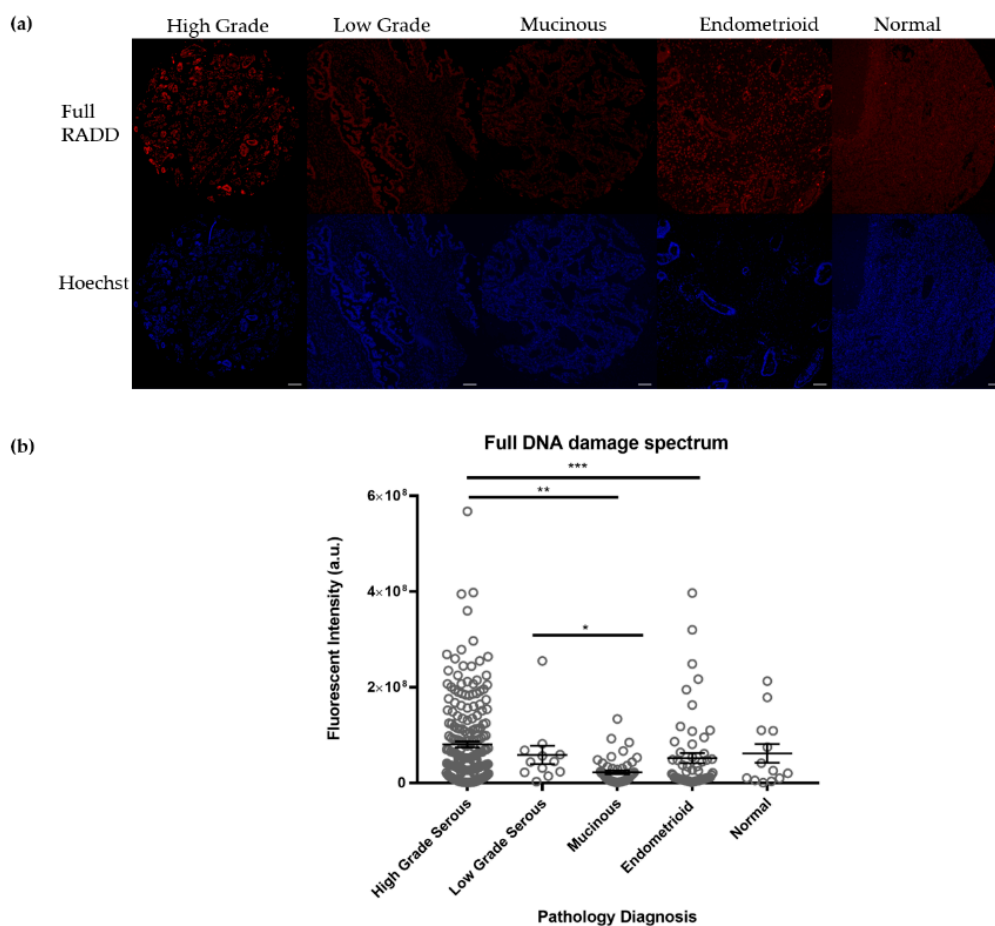 (a)
High Grade Low Grade Mucinous Endometrioid Normal
Full
RADD
Hoechst
(b)
Full DNA damage spectrum
***
**
*
6×10⁸
4×10⁸
2×10⁸
0
Fluorescent Intensity (a.u.)
High Grade Serous
Low Grade Serous
Mucinous
Endometrioid
Normal
Pathology Diagnosis